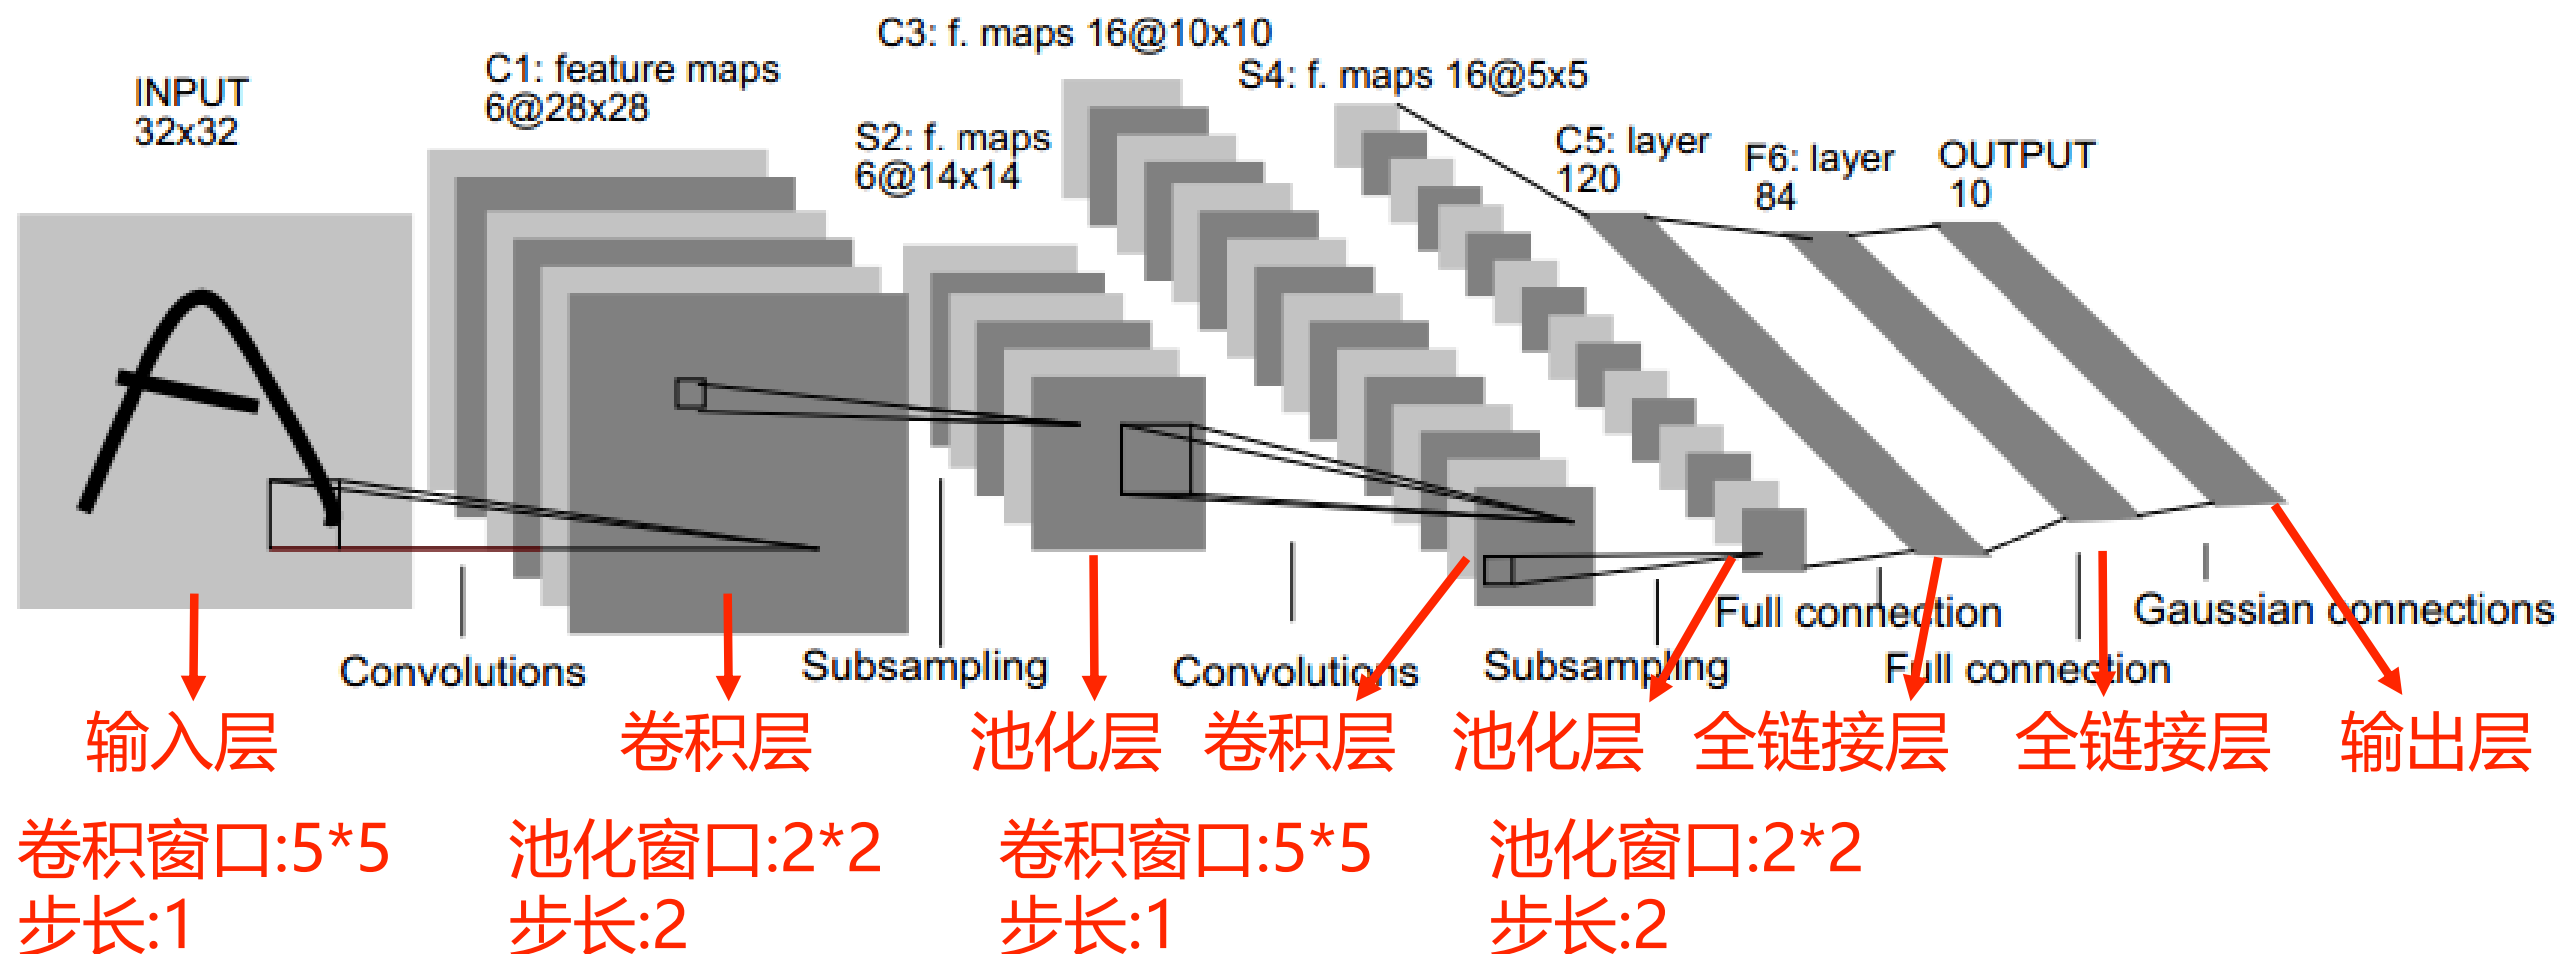 INPUT
32x32
C1: feature maps
6@28x28
S2: f. maps
6@14x14
C3: f. maps 16@10x10
S4: f. maps 16@5x5
C5: layer
120
F6: layer
84
OUTPUT
10
Convolutions
Subsampling
Convolutions
Subsampling
Full connection
Full connection
Gaussian connections
输入层
卷积层
池化层
卷积层
池化层
全链接层
全链接层
输出层
卷积窗口:5*5
步长:1
池化窗口:2*2
步长:2
卷积窗口:5*5
步长:1
池化窗口:2*2
步长:2